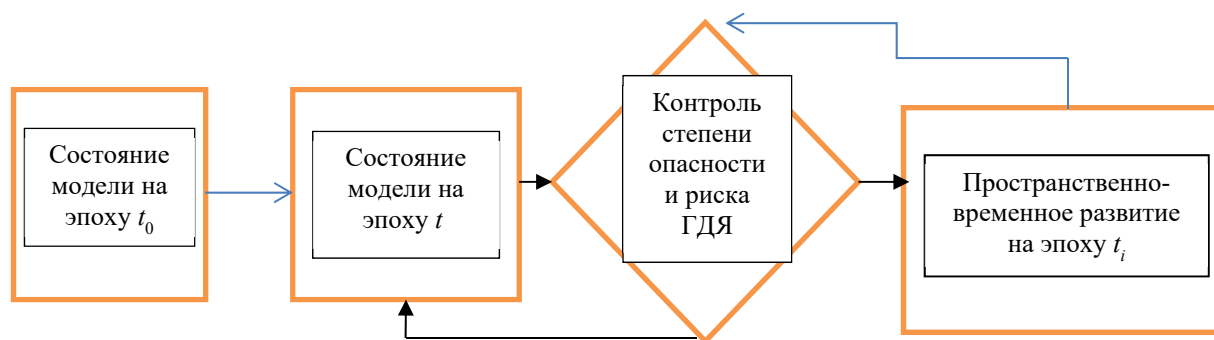 Состояние
модели на
эпоху t₀
Состояние
модели на
эпоху t
Контроль
степени
опасности
и риска
ГДЯ
Пространственно-
временное развитие
на эпоху tᵢ